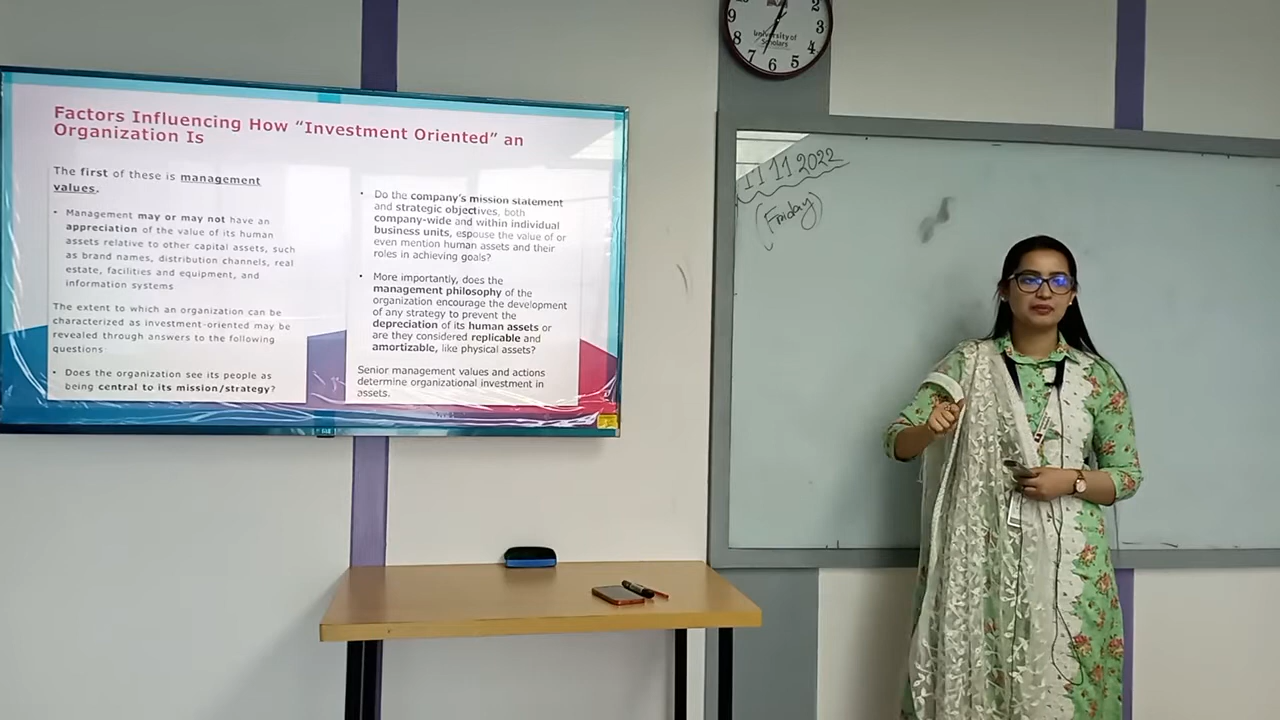 Factors Influencing How “Investment Oriented” an
Organization Is
The first of these is management
values.
• Management may or may not have an
appreciation of the value of its human
assets relative to other capital assets, such
as brand names, distribution channels, real
estate, facilities and equipment, and
information systems
The extent to which an organization can be
characterized as investment-oriented may be
revealed through answers to the following
questions
• Does the organization see its people as
being central to its mission/strategy?
• Do the company’s mission statement
and strategic objectives, both
company-wide and within individual
business units, espouse the value of or
even mention human assets and their
roles in achieving goals?
• More importantly, does the
management philosophy of the
organization encourage the development
of any strategy to prevent the
depreciation of its human assets or
are they considered replicable and
amortizable, like physical assets?
Senior management values and actions
determine organizational investment in
assets.
2
9
3
8
4
7
6
5
University of
Scholars
11 11 2022
(Friday)